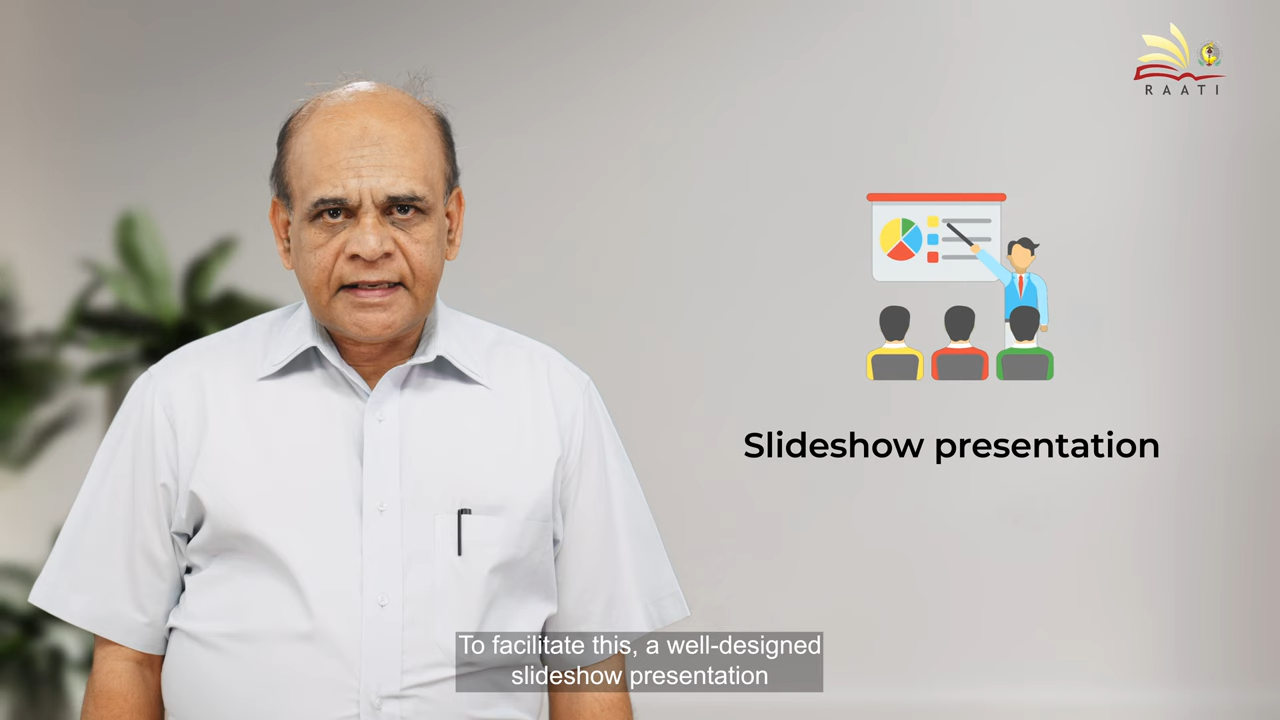 RAATI
Slideshow presentation
To facilitate this, a well-designed
slideshow presentation